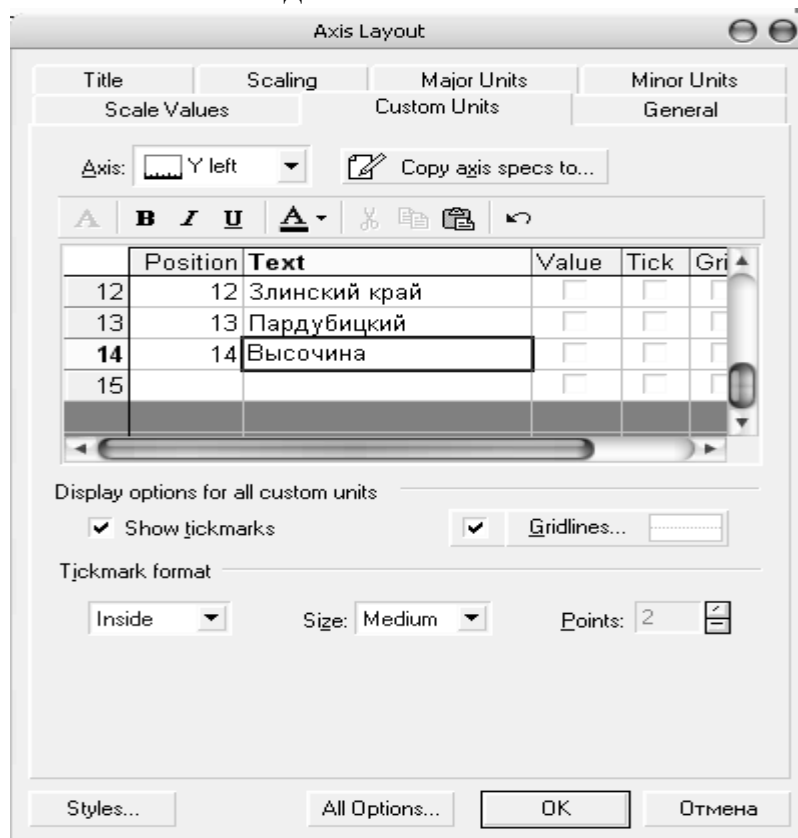 Axis Layout
Title Scaling Major Units Minor Units
Scale Values Custom Units General
Axis: Y left Copy axis specs to...
A B I U A
Position Text Value Tick Gri
12 12 Злинский край
13 13 Пардубицкий
14 14 Высочина
15
Display options for all custom units
Show tickmarks Gridlines...
Tickmark format
Inside Size: Medium Points: 2
Styles... All Options... OK Отмена